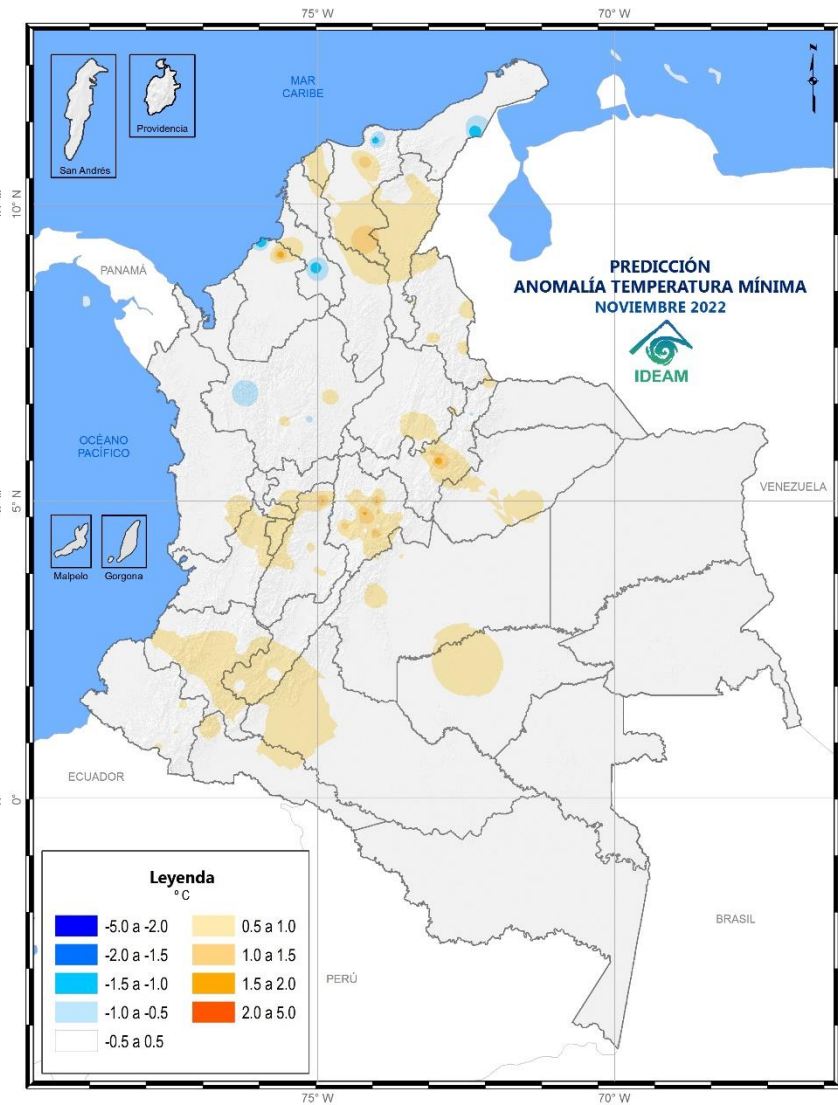 75° W
70° W
MAR
CARIBE
Providencia
San Andrés
10° N
PANAMÁ
PREDICCIÓN
ANOMALÍA TEMPERATURA MÍNIMA
NOVIEMBRE 2022
IDEAM
OCÉANO
PACÍFICO
VENEZUELA
5° N
Malpelo
Gorgona
ECUADOR
0°
Leyenda
° C
-5.0 a -2.0
0.5 a 1.0
-2.0 a -1.5
1.0 a 1.5
-1.5 a -1.0
1.5 a 2.0
-1.0 a -0.5
2.0 a 5.0
-0.5 a 0.5
BRASIL
PERÚ
75° W
70° W